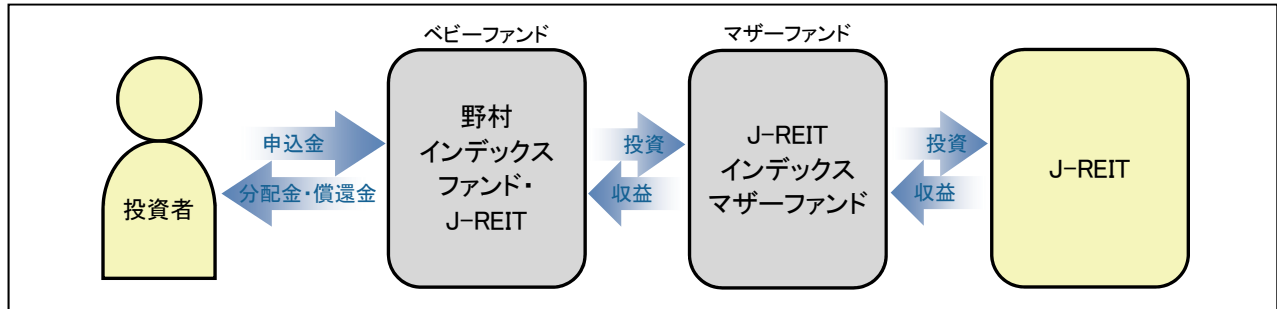 ベビーファンド
マザーファンド
投資者
申込金
分配金・償還金
野村
インデックス
ファンド・
J-REIT
投資
収益
J-REIT
インデックス
マザーファンド
投資
収益
J-REIT